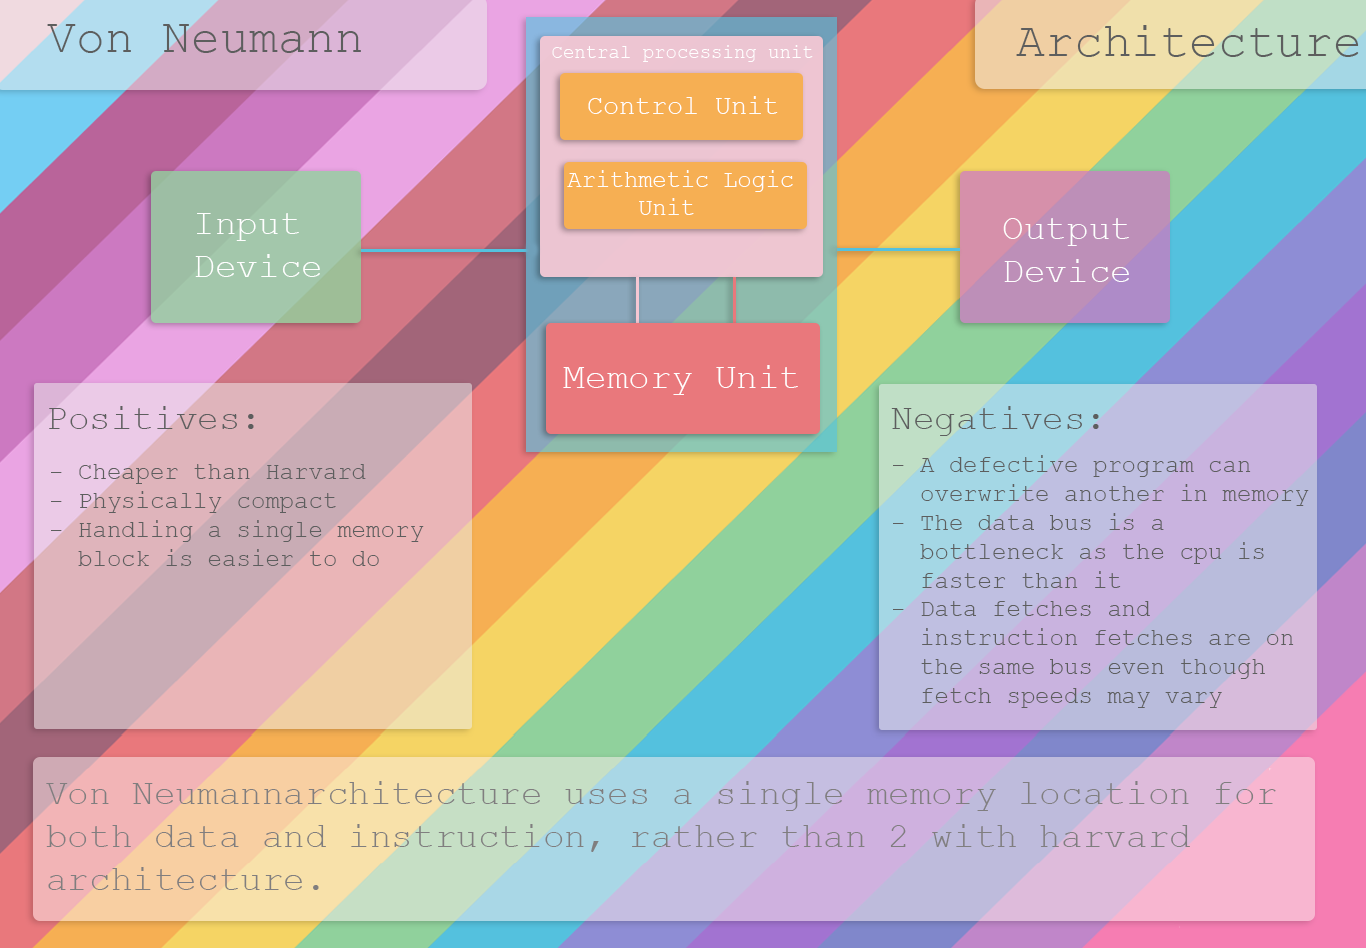 Von Neumann
Architecture
Central processing unit
Control Unit
Arithmetic Logic
Unit
Input
Device
Output
Device
Memory Unit
Positives:
- Cheaper than Harvard
- Physically compact
- Handling a single memory
block is easier to do
Negatives:
- A defective program can
overwrite another in memory
- The data bus is a
bottleneck as the cpu is
faster than it
- Data fetches and
instruction fetches are on
the same bus even though
fetch speeds may vary
Von Neumannarchitecture uses a single memory location for
both data and instruction, rather than 2 with harvard
architecture.